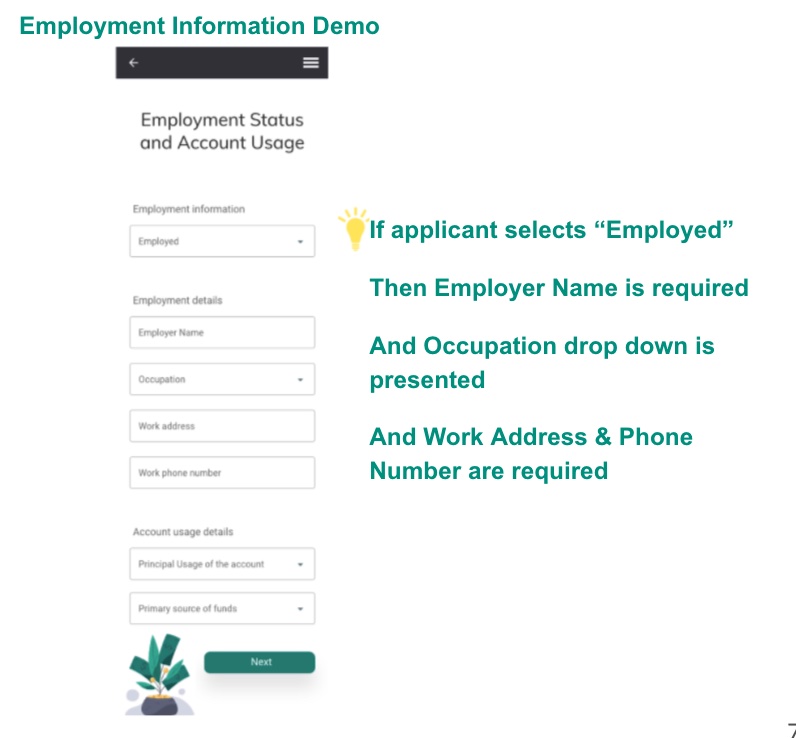 Employment Information Demo
Employment Status
and Account Usage
Employment information
Employed
Employment details
Employer Name
Occupation
Work address
Work phone number
Account usage details
Principal Usage of the account
Primary source of funds
Next
If applicant selects “Employed”
Then Employer Name is required
And Occupation drop down is
presented
And Work Address & Phone
Number are required
7